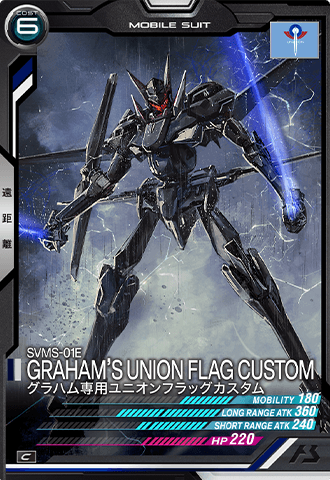 COST
6
MOBILE SUIT
遠距離
SVMS-01E
GRAHAM'S UNION FLAG CUSTOM
グラハム専用ユニオンフラッグカスタム
MOBILITY 180
LONG RANGE ATK 360
SHORT RANGE ATK 240
HP 220
C